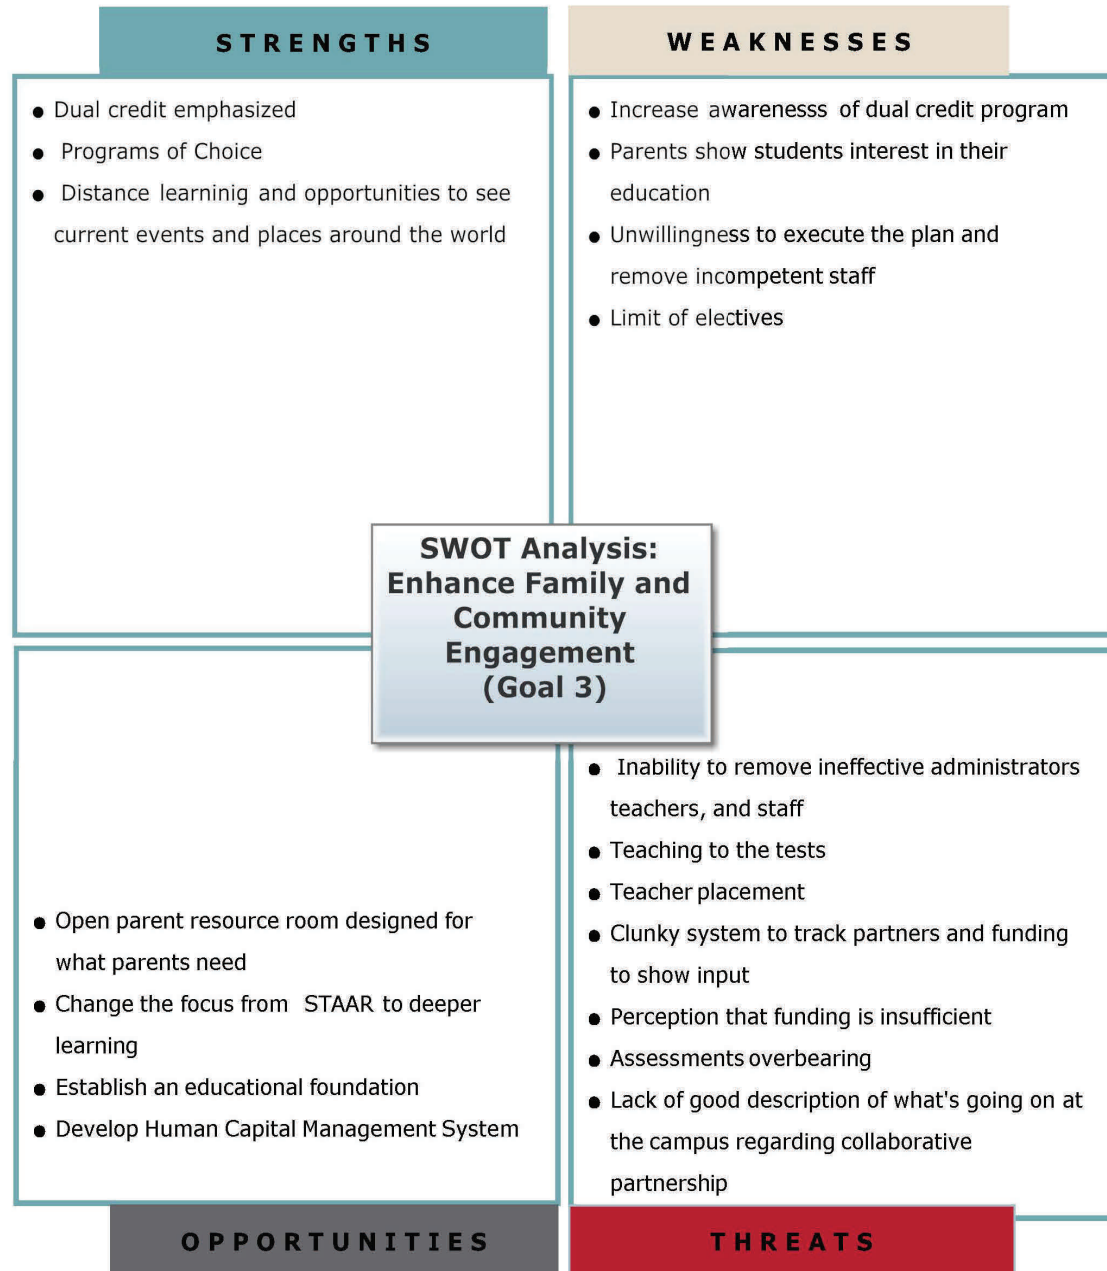 STRENGTHS
● Dual credit emphasized
● Programs of Choice
● Distance learninig and opportunities to see
current events and places around the world
WEAKNESSES
● Increase awarenesss of dual credit program
● Parents show students interest in their
education
● Unwillingness to execute the plan and
remove incompetent staff
● Limit of electives
SWOT Analysis:
Enhance Family and
Community
Engagement
(Goal 3)
● Open parent resource room designed for
what parents need
● Change the focus from STAAR to deeper
learning
● Establish an educational foundation
● Develop Human Capital Management System
OPPORTUNITIES
● Inability to remove ineffective administrators
teachers, and staff
● Teaching to the tests
● Teacher placement
● Clunky system to track partners and funding
to show input
● Perception that funding is insufficient
● Assessments overbearing
● Lack of good description of what's going on at
the campus regarding collaborative
partnership
THREATS